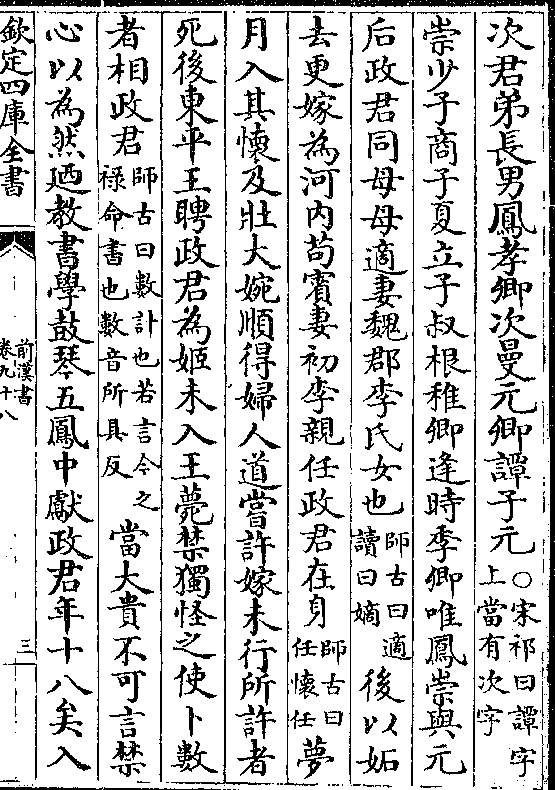 次君弟長男鳳孝卿次曼元卿譚子元○宋祁曰譚字上當有次字
崇少子商子夏立子叔根稚卿逢時季卿唯鳳崇與元
后政君同母母適妻魏郡李氏女也師古曰適讀曰嫡後以妬
去更嫁為河內苟賓妻初李親任政君在身師古曰任懷任夢
月入其懷及壯大婉順得婦人道嘗許嫁未行所許者
死後東平王聘政君為姬未入王薨禁獨怪之使卜數
者相政君師古曰數計也若言今之祿命書也數音所具反當大貴不可言禁
心以為然廼教書學鼓琴五鳳中獻政君年十八矣入
欽定四庫全書
前漢書
卷九十八
三